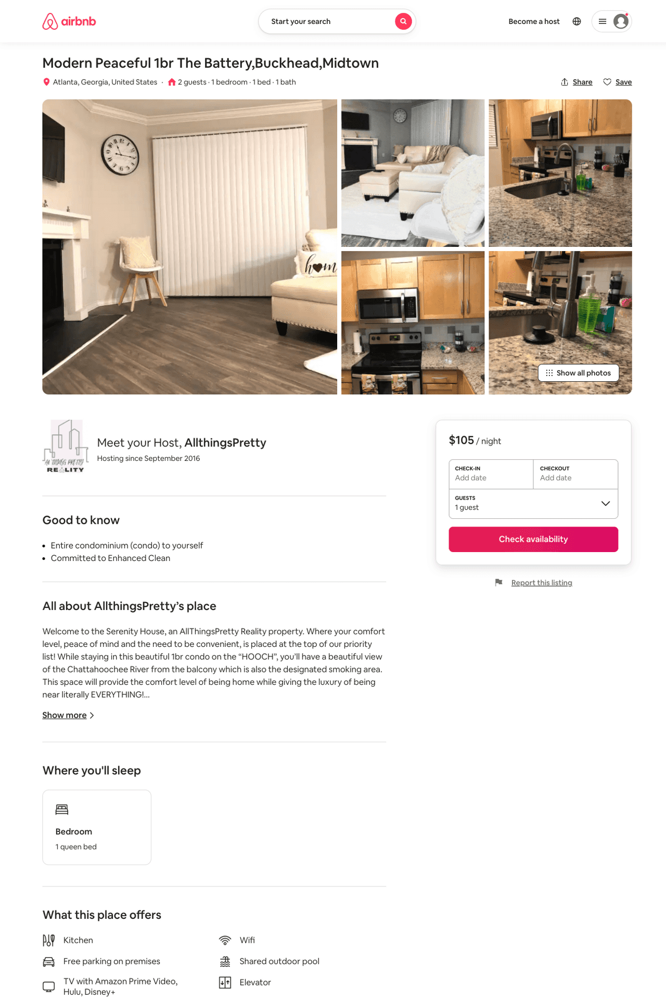 airbnb
Start your search
Become a host
Modern Peaceful 1br The Battery,Buckhead,Midtown
Atlanta, Georgia, United States · 2 guests · 1 bedroom · 1 bed · 1 bath
Share
Save
home
Show all photos
All THINGS PRETTY
REALITY
Meet your Host, AllthingsPretty
Hosting since September 2016
$105 / night
CHECK-IN
Add date
CHECKOUT
Add date
GUESTS
1 guest
Check availability
Report this listing
Good to know
• Entire condominium (condo) to yourself
• Committed to Enhanced Clean
All about AllthingsPretty’s place
Welcome to the Serenity House, an AllThingsPretty Reality property. Where your comfort
level, peace of mind and the need to be convenient, is placed at the top of our priority
list! While staying in this beautiful 1br condo on the “HOOCH”, you’ll have a beautiful view
of the Chattahoochee River from the balcony which is also the designated smoking area.
This space will provide the comfort level of being home while giving the luxury of being
near literally EVERYTHING!...
Show more
Where you'll sleep
Bedroom
1 queen bed
What this place offers
Kitchen
Wifi
Free parking on premises
Shared outdoor pool
TV with Amazon Prime Video,
Hulu, Disney+
Elevator